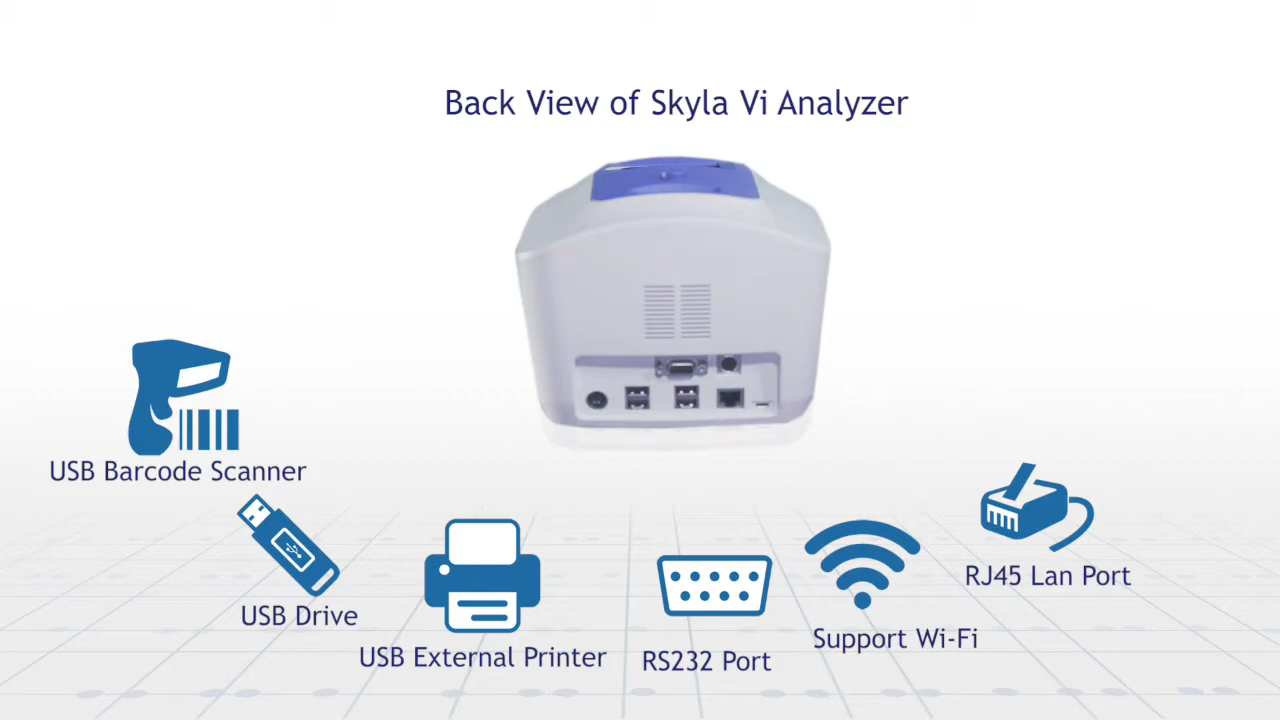 Back View of Skyla Vi Analyzer
USB Barcode Scanner
USB Drive
USB External Printer
RS232 Port
Support Wi-Fi
RJ45 Lan Port